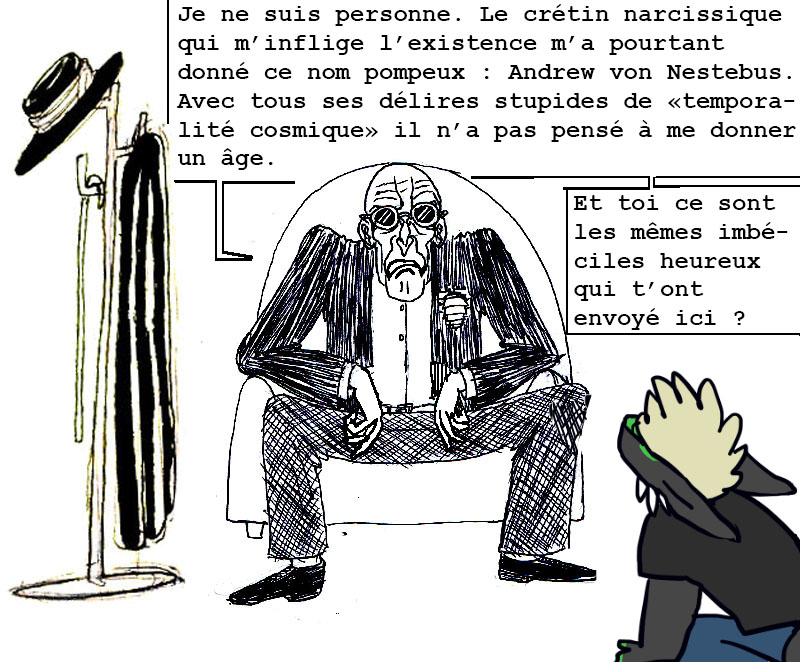 Je ne suis personne. Le crétin narcissique
qui m'inflige l'existence m'a pourtant
donné ce nom pompeux : Andrew von Nestebus.
Avec tous ses délires stupides de «tempora-
lité cosmique» il n'a pas pensé à me donner
un âge.
Et toi ce sont
les mêmes imbé-
ciles heureux
qui t'ont
envoyé ici ?